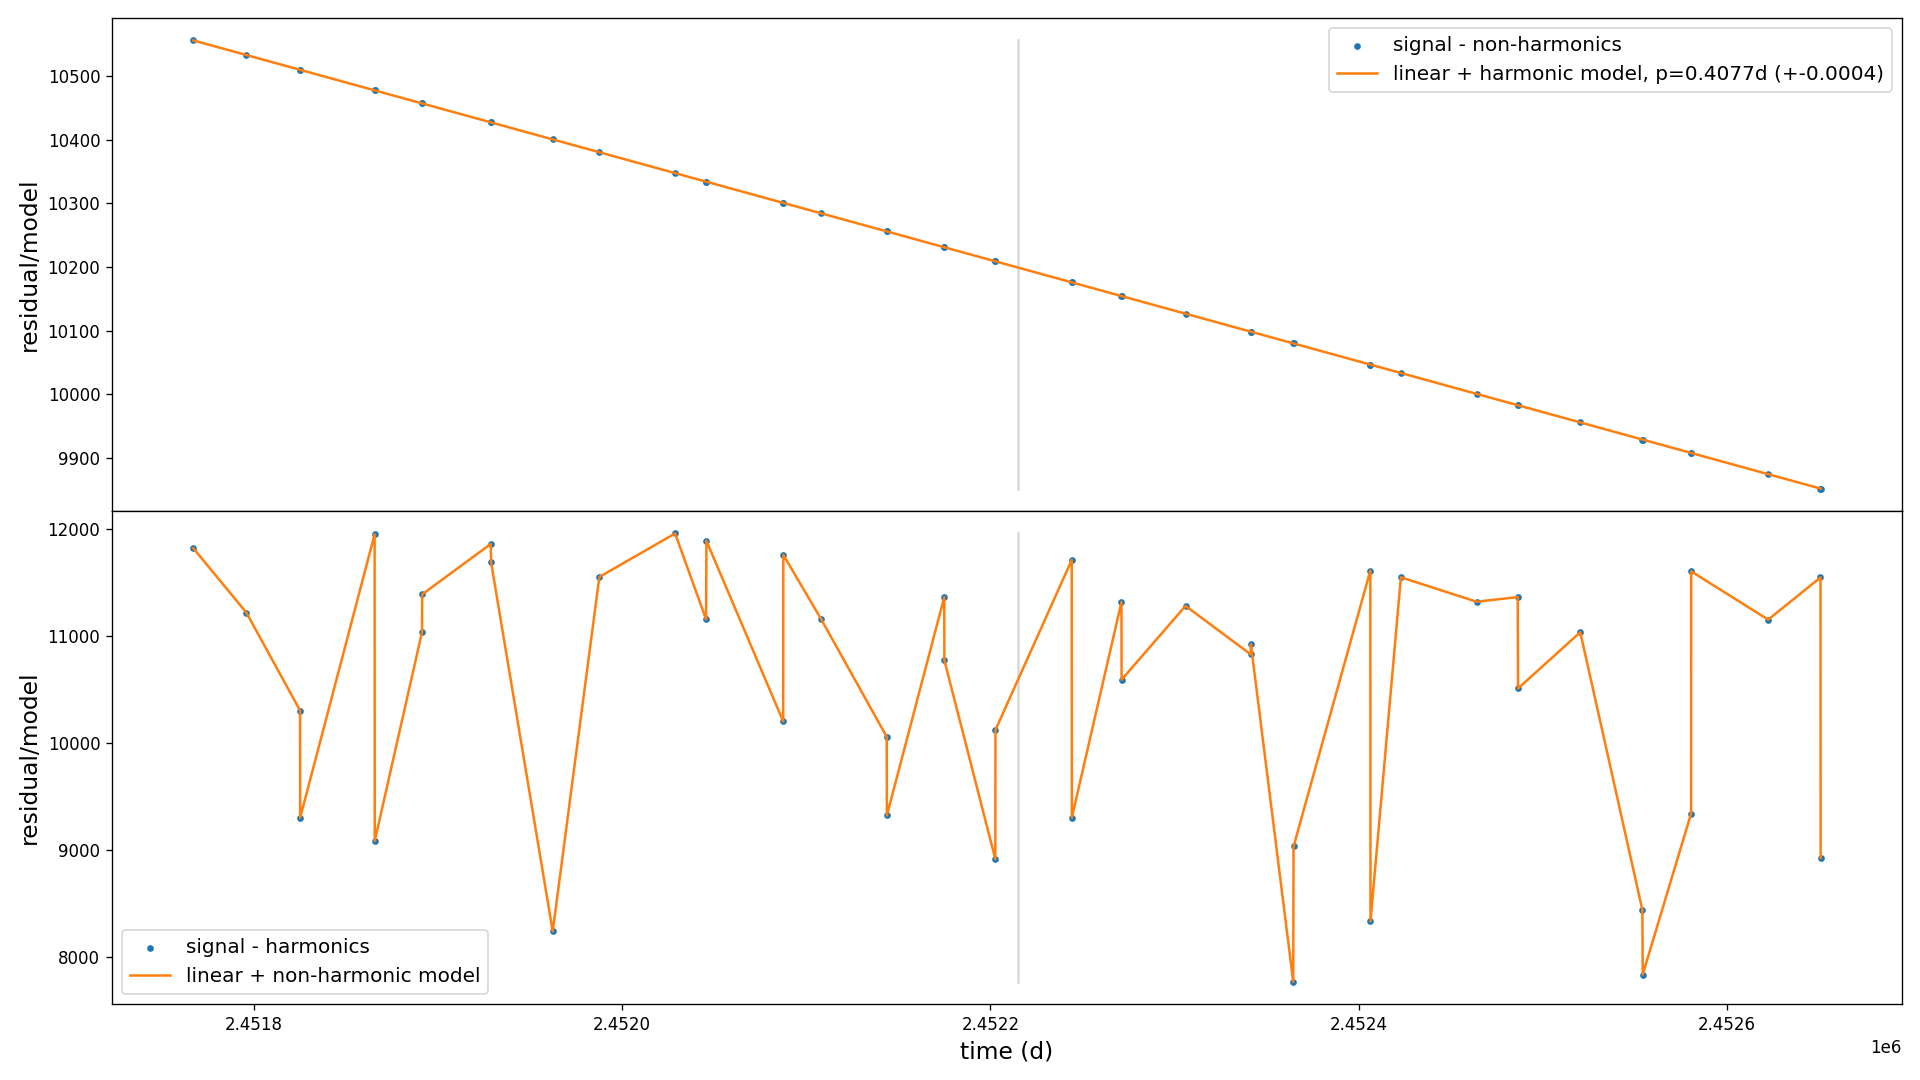 10500
10400
10300
10200
10100
10000
9900
residual/model
signal - non-harmonics
linear + harmonic model, p=0.4077d (+-0.0004)
12000
11000
10000
9000
8000
residual/model
signal - harmonics
linear + non-harmonic model
2.4518
2.4520
2.4522
2.4524
2.4526
1e6
time (d)